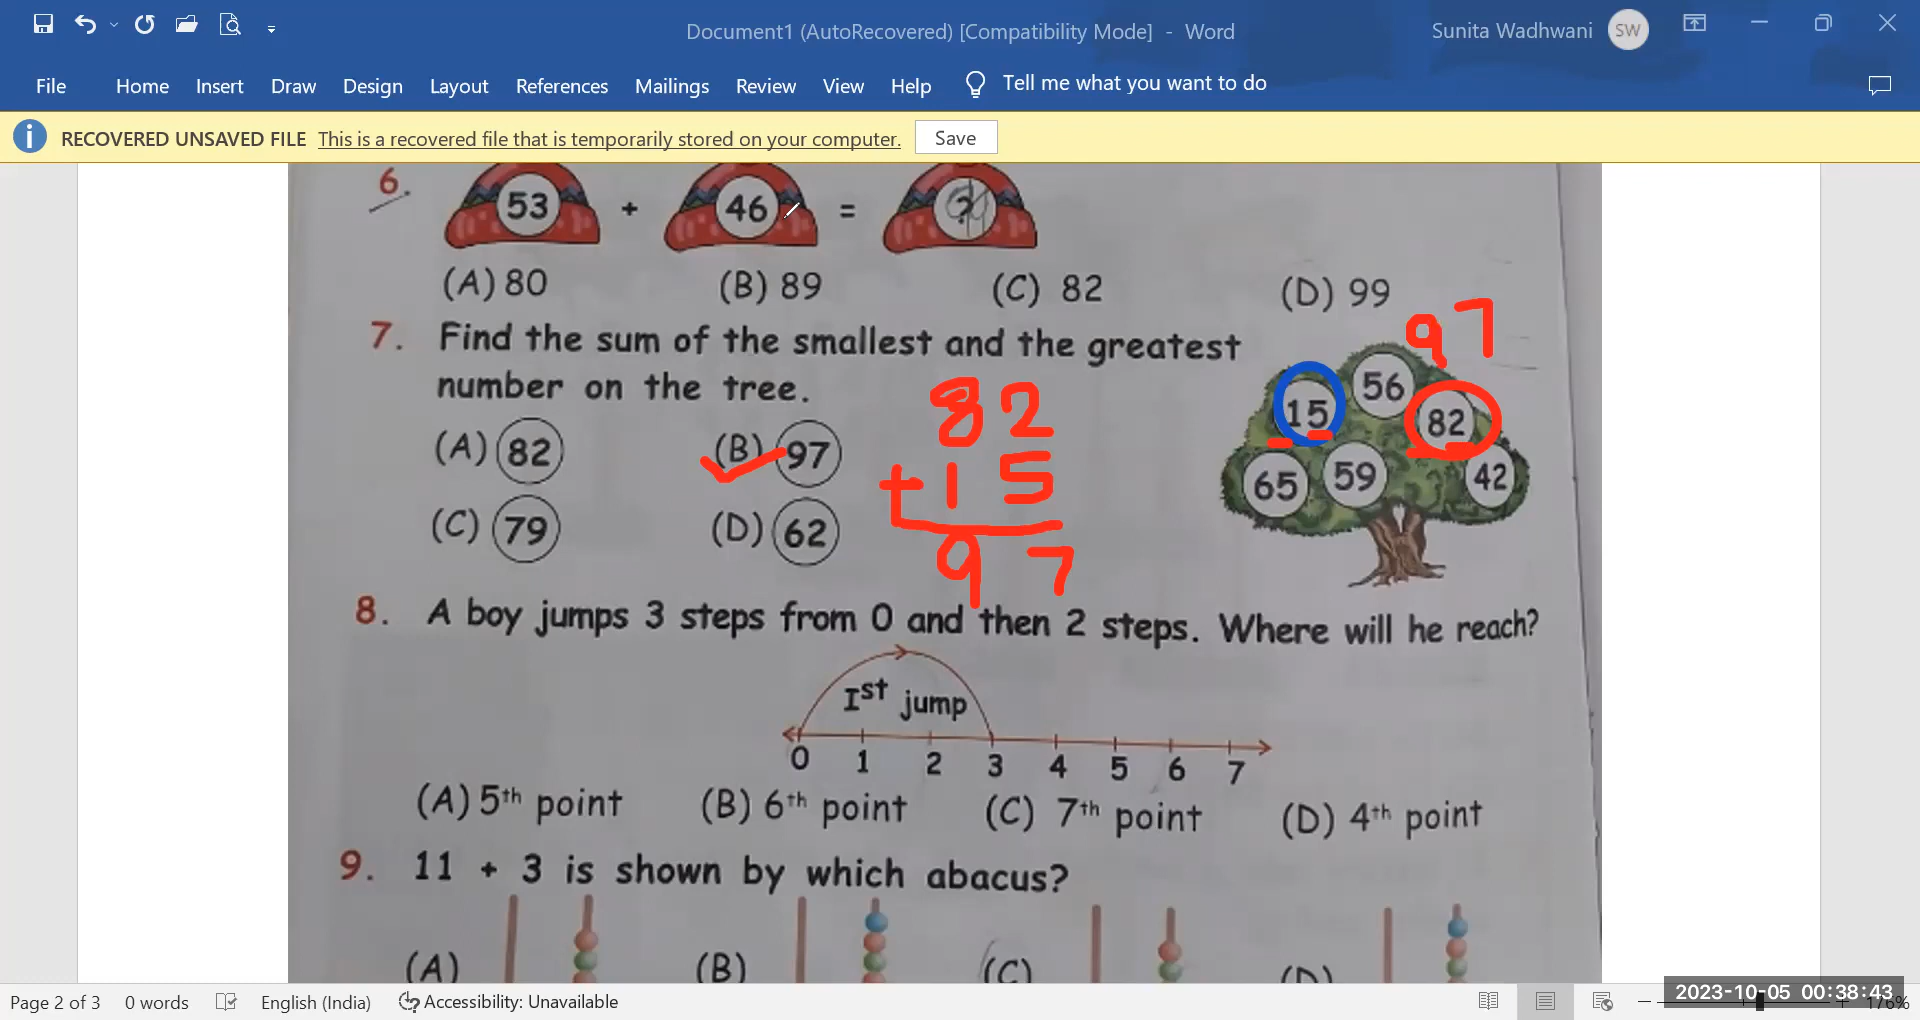 Document1 (AutoRecovered) [Compatibility Mode] - Word
Sunita Wadhwani SW
File Home Insert Draw Design Layout References Mailings Review View Help Tell me what you want to do
RECOVERED UNSAVED FILE This is a recovered file that is temporarily stored on your computer. Save
6. 53 + 46 = ?
(A) 80 (B) 89 (C) 82 (D) 99
7. Find the sum of the smallest and the greatest
number on the tree.
(A) 82 (B) 97
(C) 79 (D) 62
82
+15
97
97
15 56 82
65 59 42
8. A boy jumps 3 steps from 0 and then 2 steps. Where will he reach?
Ist jump
0 1 2 3 4 5 6 7
(A) 5th point (B) 6th point (C) 7th point (D) 4th point
9. 11 + 3 is shown by which abacus?
(A) (B) (C) (D)
Page 2 of 3 0 words English (India) Accessibility: Unavailable
2023-10-05 00:38:43
176%